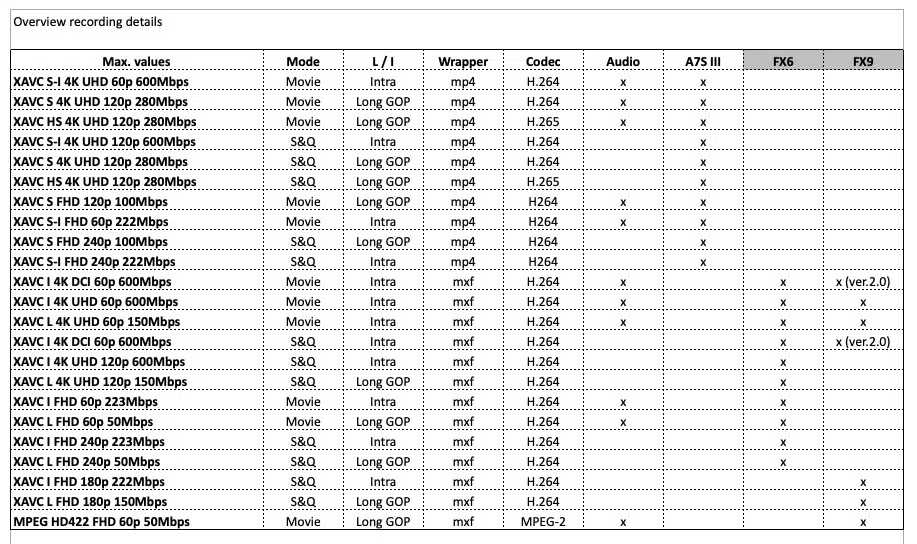 Overview recording details
Max. values Mode L / I Wrapper Codec Audio A7S III FX6 FX9
XAVC S-I 4K UHD 60p 600Mbps Movie Intra mp4 H.264 x x
XAVC S 4K UHD 120p 280Mbps Movie Long GOP mp4 H.264 x x
XAVC HS 4K UHD 120p 280Mbps Movie Long GOP mp4 H.265 x x
XAVC S-I 4K UHD 120p 600Mbps S&Q Intra mp4 H.264 x
XAVC S 4K UHD 120p 280Mbps S&Q Long GOP mp4 H.264 x
XAVC HS 4K UHD 120p 280Mbps S&Q Long GOP mp4 H.265 x
XAVC S FHD 120p 100Mbps Movie Long GOP mp4 H264 x x
XAVC S-I FHD 60p 222Mbps Movie Intra mp4 H.264 x x
XAVC S FHD 240p 100Mbps S&Q Long GOP mp4 H264 x
XAVC S-I FHD 240p 222Mbps S&Q Intra mp4 H264 x
XAVC I 4K DCI 60p 600Mbps Movie Intra mxf H.264 x x x (ver.2.0)
XAVC I 4K UHD 60p 600Mbps Movie Intra mxf H.264 x x x
XAVC L 4K UHD 60p 150Mbps Movie Intra mxf H.264 x x x
XAVC I 4K DCI 60p 600Mbps S&Q Intra mxf H.264 x x (ver.2.0)
XAVC I 4K UHD 120p 600Mbps S&Q Intra mxf H.264 x
XAVC L 4K UHD 120p 150Mbps S&Q Long GOP mxf H.264 x
XAVC I FHD 60p 223Mbps Movie Intra mxf H.264 x x
XAVC L FHD 60p 50Mbps Movie Long GOP mxf H.264 x x
XAVC I FHD 240p 223Mbps S&Q Intra mxf H.264 x
XAVC L FHD 240p 50Mbps S&Q Long GOP mxf H.264 x
XAVC I FHD 180p 222Mbps S&Q Intra mxf H.264 x
XAVC L FHD 180p 150Mbps S&Q Long GOP mxf H.264 x
MPEG HD422 FHD 60p 50Mbps Movie Long GOP mxf MPEG-2 x x